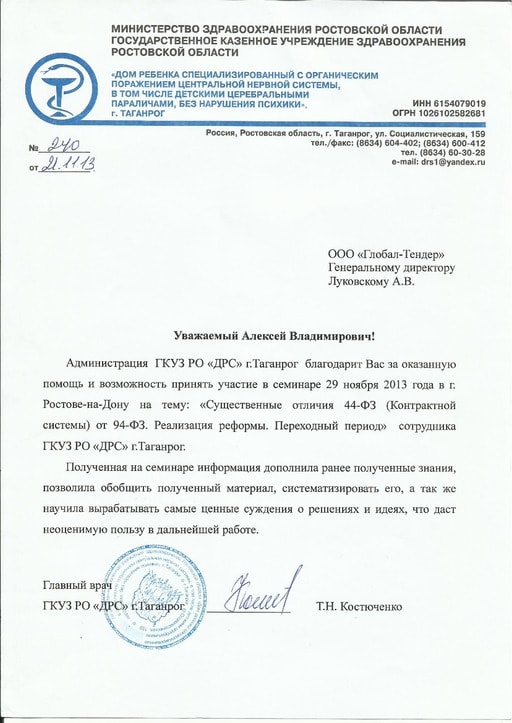 МИНИСТЕРСТВО ЗДРАВООХРАНЕНИЯ РОСТОВСКОЙ ОБЛАСТИ
ГОСУДАРСТВЕННОЕ КАЗЕННОЕ УЧРЕЖДЕНИЕ ЗДРАВООХРАНЕНИЯ
РОСТОВСКОЙ ОБЛАСТИ
«ДОМ РЕБЕНКА СПЕЦИАЛИЗИРОВАННЫЙ С ОРГАНИЧЕСКИМ
ПОРАЖЕНИЕМ ЦЕНТРАЛЬНОЙ НЕРВНОЙ СИСТЕМЫ,
В ТОМ ЧИСЛЕ ДЕТСКИМИ ЦЕРЕБРАЛЬНЫМИ
ПАРАЛИЧАМИ, БЕЗ НАРУШЕНИЯ ПСИХИКИ».
г. ТАГАНРОГ
ИНН 6154079019
ОГРН 1026102582681
Россия, Ростовская область, г. Таганрог, ул. Социалистическая, 159
тел./факс: (8634) 604-402; (8634) 600-412
тел. (8634) 60-30-28
e-mail: drs1@yandex.ru
№ 240
от 21.11.13
ООО «Глобал-Тендер»
Генеральному директору
Луковскому А.В.
Уважаемый Алексей Владимирович!
Администрация ГКУЗ РО «ДРС» г.Таганрог благодарит Вас за оказанную
помощь и возможность принять участие в семинаре 29 ноября 2013 года в г.
Ростове-на-Дону на тему: «Существенные отличия 44-ФЗ (Контрактной
системы) от 94-ФЗ. Реализация реформы. Переходный период» сотрудника
ГКУЗ РО «ДРС» г.Таганрог.
Полученная на семинаре информация дополнила ранее полученные знания,
позволила обобщить полученный материал, систематизировать его, а так же
научила вырабатывать самые ценные суждения о решениях и идеях, что даст
неоценимую пользу в дальнейшей работе.
Главный врач
ГКУЗ РО «ДРС» г.Таганрог
Т.Н. Костюченко